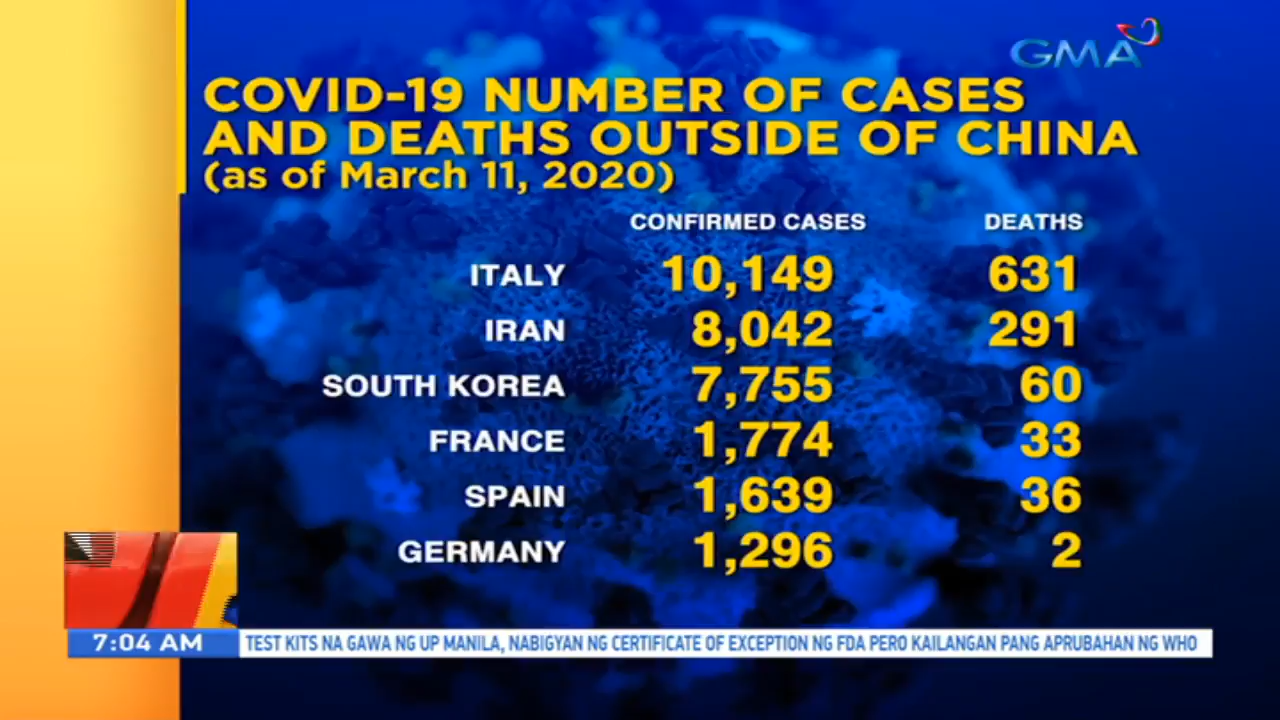 GMA
COVID-19 NUMBER OF CASES
AND DEATHS OUTSIDE OF CHINA
(as of March 11, 2020)
CONFIRMED CASES DEATHS
ITALY 10,149 631
IRAN 8,042 291
SOUTH KOREA 7,755 60
FRANCE 1,774 33
SPAIN 1,639 36
GERMANY 1,296 2
7:04 AM TEST KITS NA GAWA NG UP MANILA, NABIGYAN NG CERTIFICATE OF EXCEPTION NG FDA PERO KAILANGAN PANG APRUBAHAN NG WHO